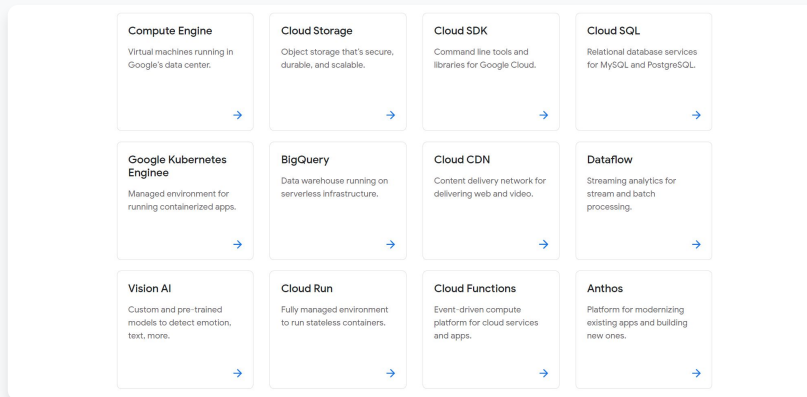 Compute Engine
Virtual machines running in
Google's data center.
Cloud Storage
Object storage that's secure,
durable, and scalable.
Cloud SDK
Command line tools and
libraries for Google Cloud.
Cloud SQL
Relational database services
for MySQL and PostgreSQL.
Google Kubernetes
Enginee
Managed environment for
running containerized apps.
BigQuery
Data warehouse running on
serverless infrastructure.
Cloud CDN
Content delivery network for
delivering web and video.
Dataflow
Streaming analytics for
stream and batch
processing.
Vision AI
Custom and pre-trained
models to detect emotion,
text, more.
Cloud Run
Fully managed environment
to run stateless containers.
Cloud Functions
Event-driven compute
platform for cloud services
and apps.
Anthos
Platform for modernizing
existing apps and building
new ones.